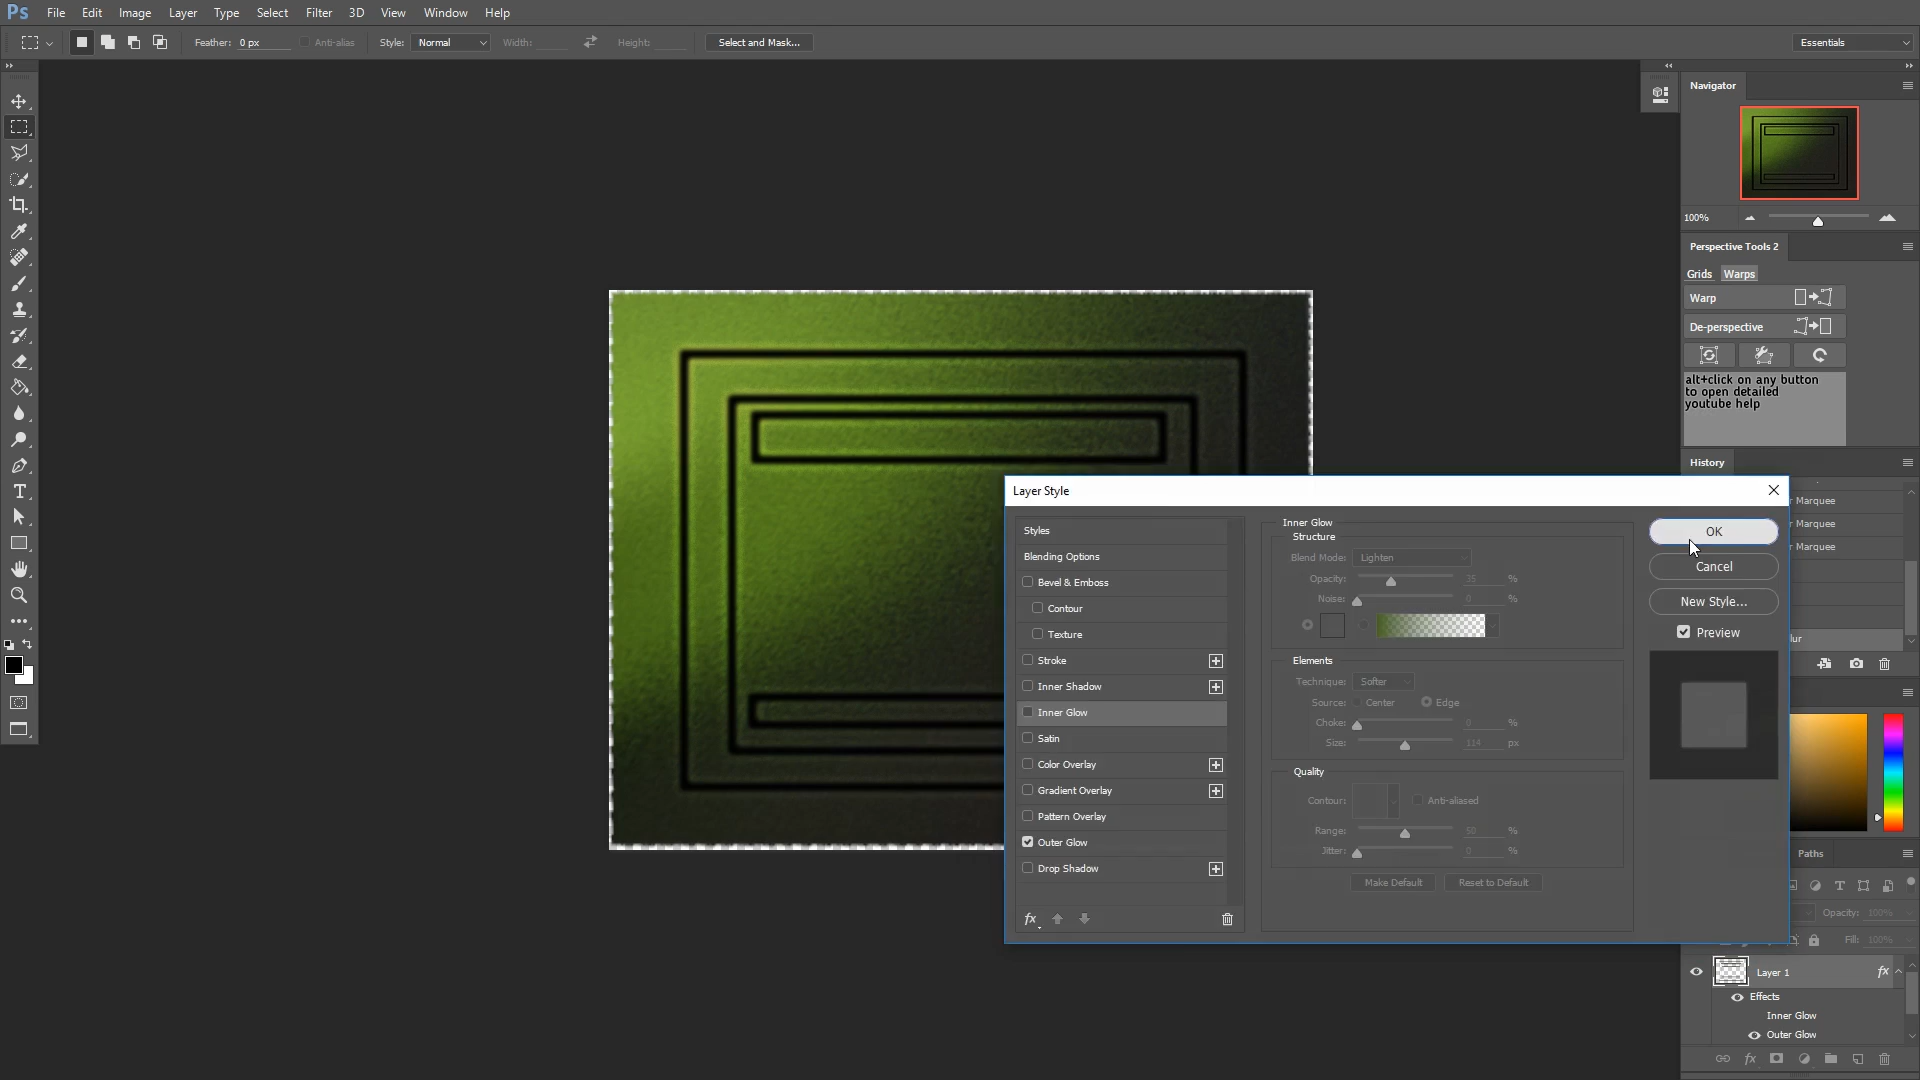 Ps File Edit Image Layer Type Select Filter 3D View Window Help
Feather: 0 px Anti-alias Style: Normal Width: Height: Select and Mask... Essentials
Navigator
100%
Perspective Tools 2
Grids Warps
Warp
De-perspective
alt+click on any button
to open detailed
youtube help
History
Marquee
Marquee
Marquee
Layer Style
Styles
Blending Options
Bevel & Emboss
Contour
Texture
Stroke
Inner Shadow
Inner Glow
Satin
Color Overlay
Gradient Overlay
Pattern Overlay
Outer Glow
Drop Shadow
fx
Inner Glow
Structure
Blend Mode: Lighten
Opacity: 35 %
Noise: 0 %
Elements
Technique: Softer
Source: Center Edge
Choke: 0 %
Size: 114 px
Quality
Contour: Anti-aliased
Range: 50 %
Jitter: 0 %
Make Default Reset to Default
OK
Cancel
New Style...
Preview
Paths
Opacity: 100%
Fill: 100%
Layer 1 fx
Effects
Inner Glow
Outer Glow
fx